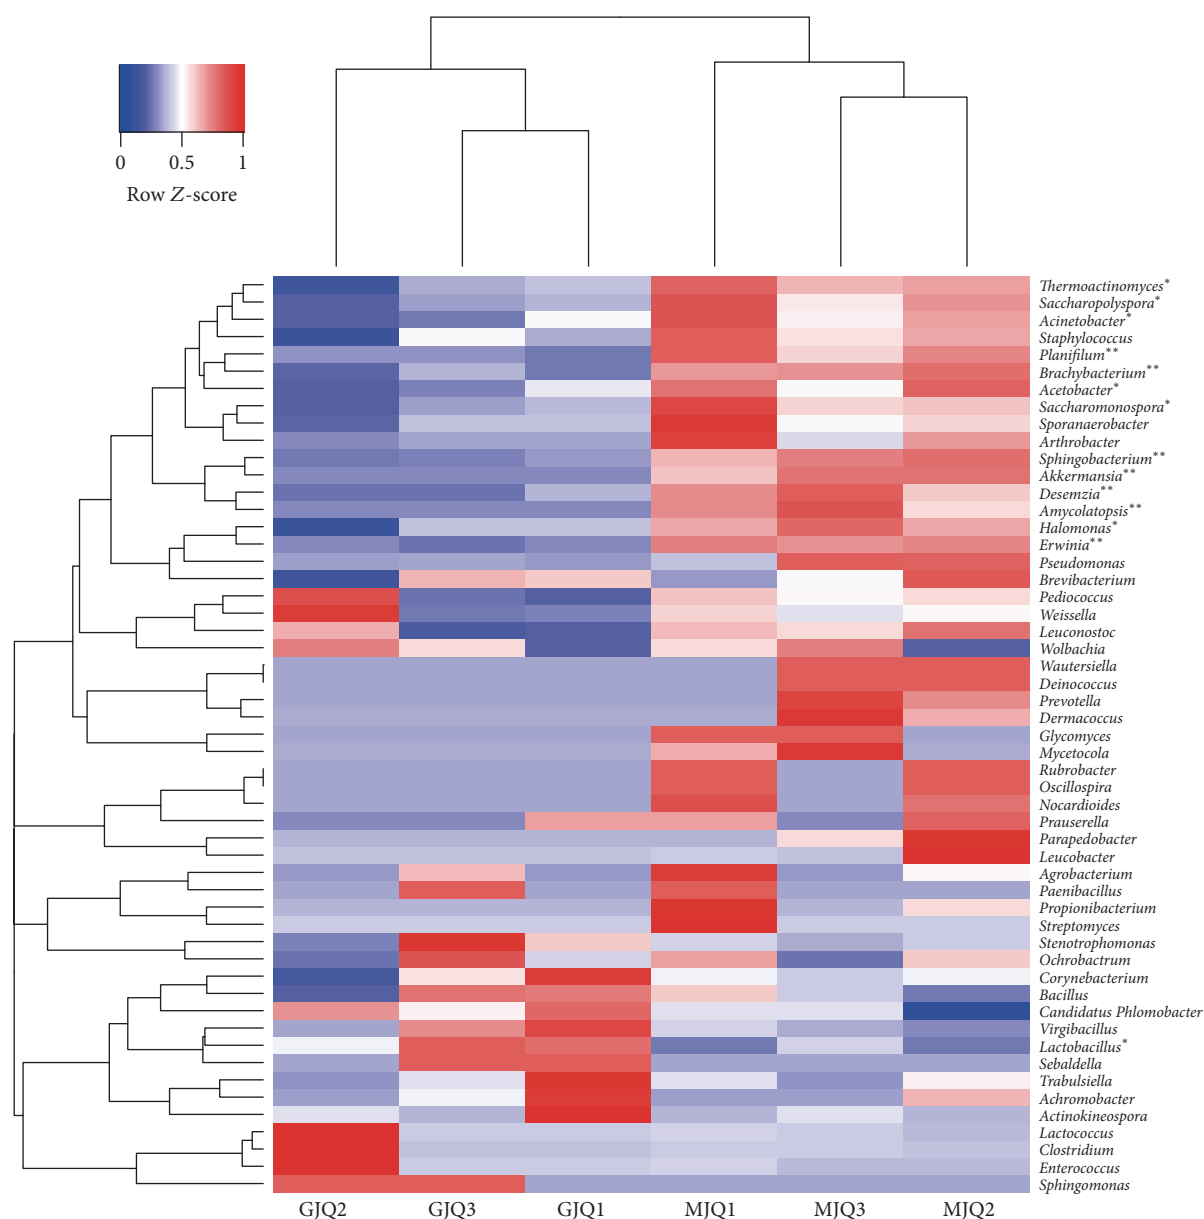 0 0.5 1
Row Z-score
Thermoactinomyces*
Saccharopolyspora*
Acinetobacter*
Staphylococcus
Planifilum**
Brachybacterium**
Acetobacter*
Saccharomonospora*
Sporanaerobacter
Arthrobacter
Sphingobacterium**
Akkermansia**
Desemzia**
Amycolatopsis**
Halomonas*
Erwinia**
Pseudomonas
Brevibacterium
Pediococcus
Weissella
Leuconostoc
Wolbachia
Wautersiella
Deinococcus
Prevotella
Dermacoccus
Glycomyces
Mycetocola
Rubrobacter
Oscillospira
Nocardioides
Prauserella
Parapedobacter
Leucobacter
Agrobacterium
Paenibacillus
Propionibacterium
Streptomyces
Stenotrophomonas
Ochrobactrum
Corynebacterium
Bacillus
Candidatus Phlomobacter
Virgibacillus
Lactobacillus*
Sebaldella
Trabulsiella
Achromobacter
Actinokineospora
Lactococcus
Clostridium
Enterococcus
Sphingomonas
GJQ2 GJQ3 GJQ1 MJQ1 MJQ3 MJQ2